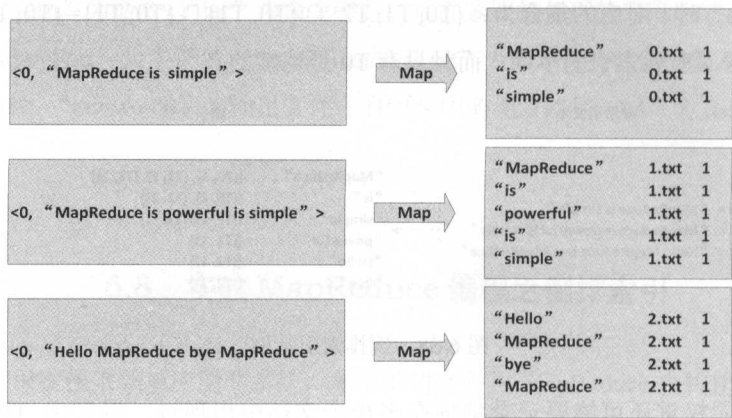 <0, “MapReduce is simple” >
Map
“MapReduce” 0.txt 1
“is” 0.txt 1
“simple” 0.txt 1
<0, “MapReduce is powerful is simple” >
Map
“MapReduce” 1.txt 1
“is” 1.txt 1
“powerful” 1.txt 1
“is” 1.txt 1
“simple” 1.txt 1
<0, “Hello MapReduce bye MapReduce” >
Map
“Hello” 2.txt 1
“MapReduce” 2.txt 1
“bye” 2.txt 1
“MapReduce” 2.txt 1